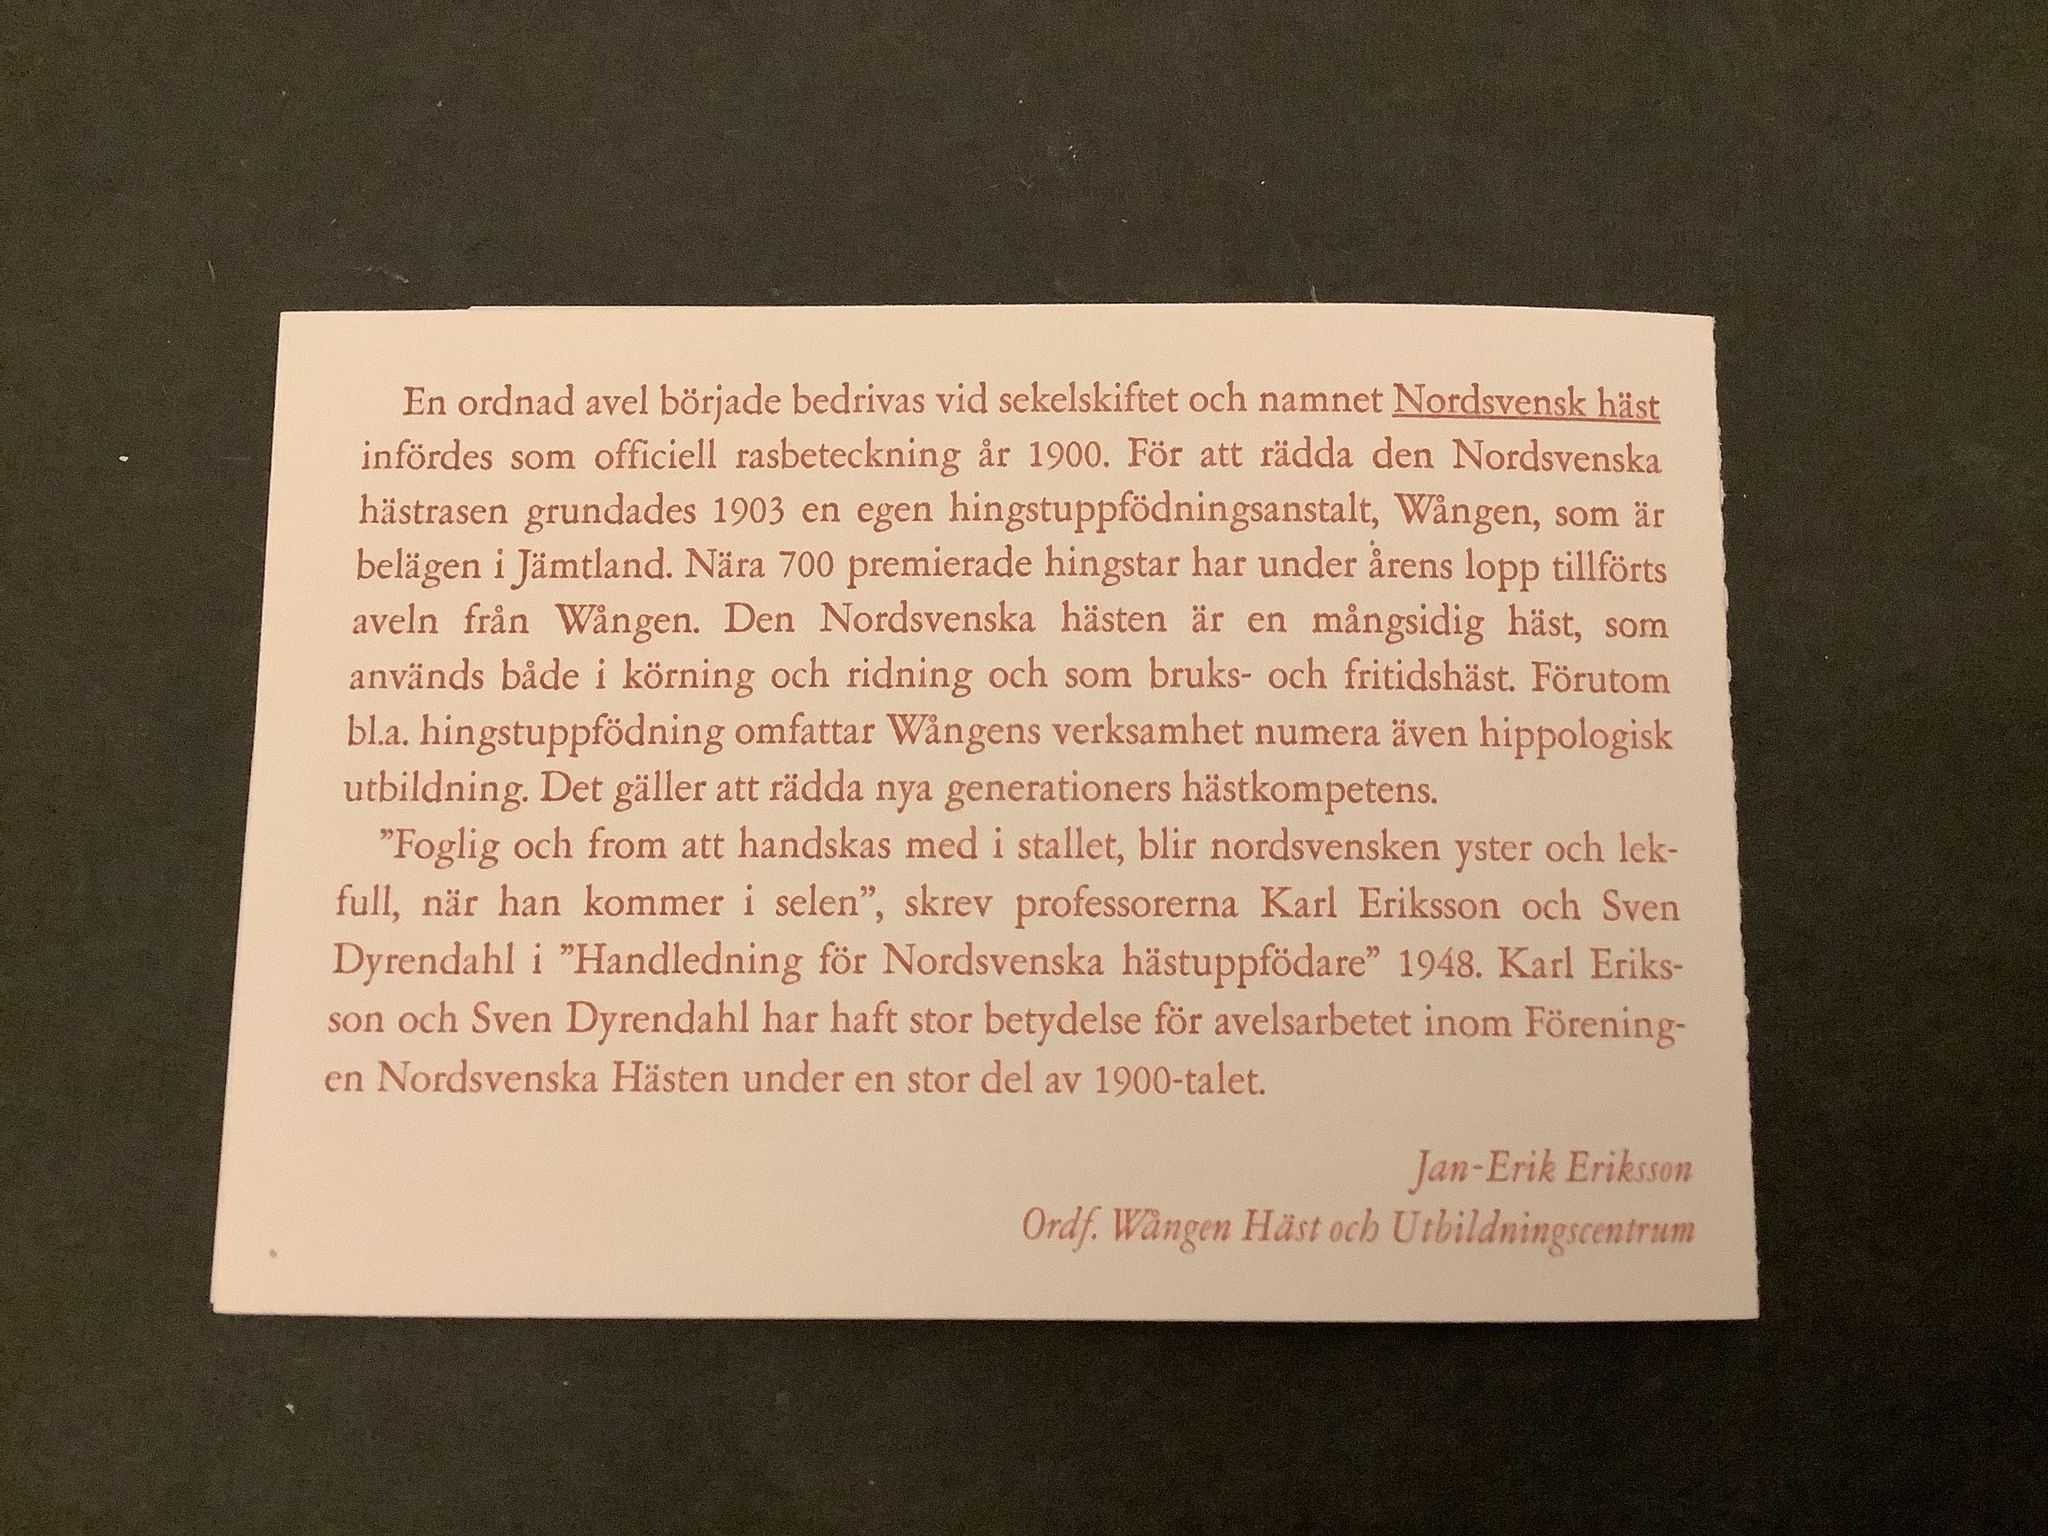 En ordnad avel började bedrivas vid sekelskiftet och namnet Nordsvensk häst
infördes som officiell rasbeteckning år 1900. För att rädda den Nordsvenska
hästrasen grundades 1903 en egen hingstuppfödningsanstalt, Wången, som är
belägen i Jämtland. Nära 700 premierade hingstar har under årens lopp tillförts
aveln från Wången. Den Nordsvenska hästen är en mångsidig häst, som
används både i körning och ridning och som bruks- och fritidshäst. Förutom
bl.a. hingstuppfödning omfattar Wångens verksamhet numera även hippologisk
utbildning. Det gäller att rädda nya generationers hästkompetens.
”Foglig och from att handskas med i stallet, blir nordsvensken yster och lek-
full, när han kommer i selen”, skrev professorerna Karl Eriksson och Sven
Dyrendahl i ”Handledning för Nordsvenska hästuppfödare” 1948. Karl Eriks-
son och Sven Dyrendahl har haft stor betydelse för avelsarbetet inom Förening-
en Nordsvenska Hästen under en stor del av 1900-talet.
Jan-Erik Eriksson
Ordf. Wången Häst och Utbildningscentrum